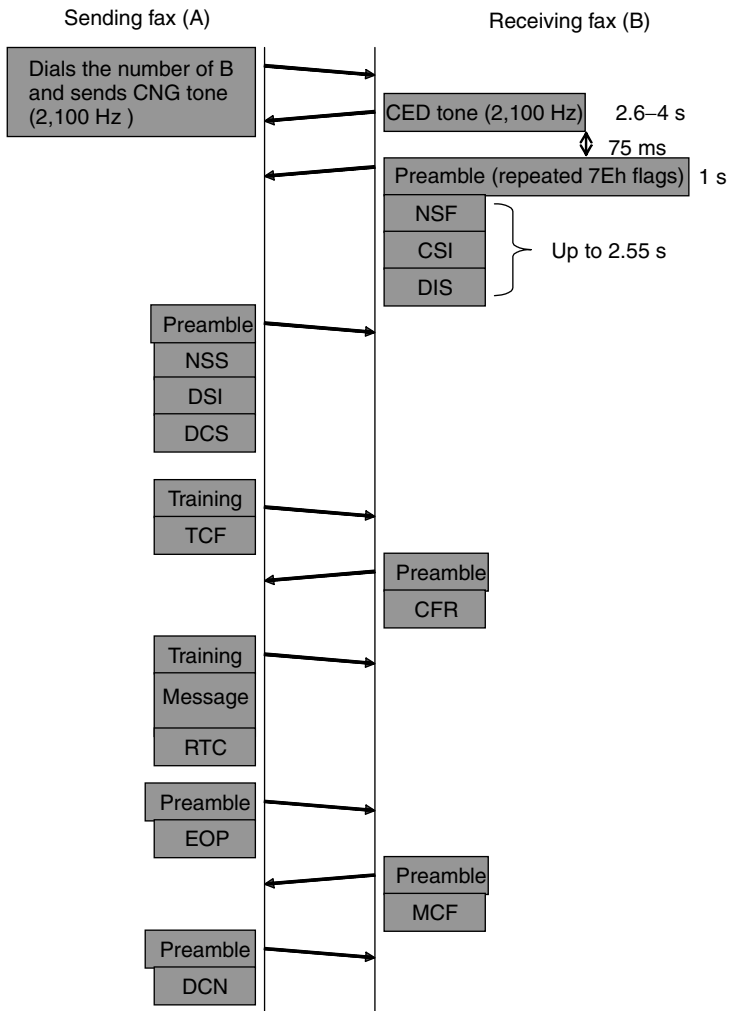 Sending fax (A)
Receiving fax (B)
Dials the number of B
and sends CNG tone
(2,100 Hz )
CED tone (2,100 Hz)
2.6–4 s
75 ms
Preamble (repeated 7Eh flags)
1 s
NSF
CSI
DIS
Up to 2.55 s
Preamble
NSS
DSI
DCS
Training
TCF
Preamble
CFR
Training
Message
RTC
Preamble
EOP
Preamble
MCF
Preamble
DCN